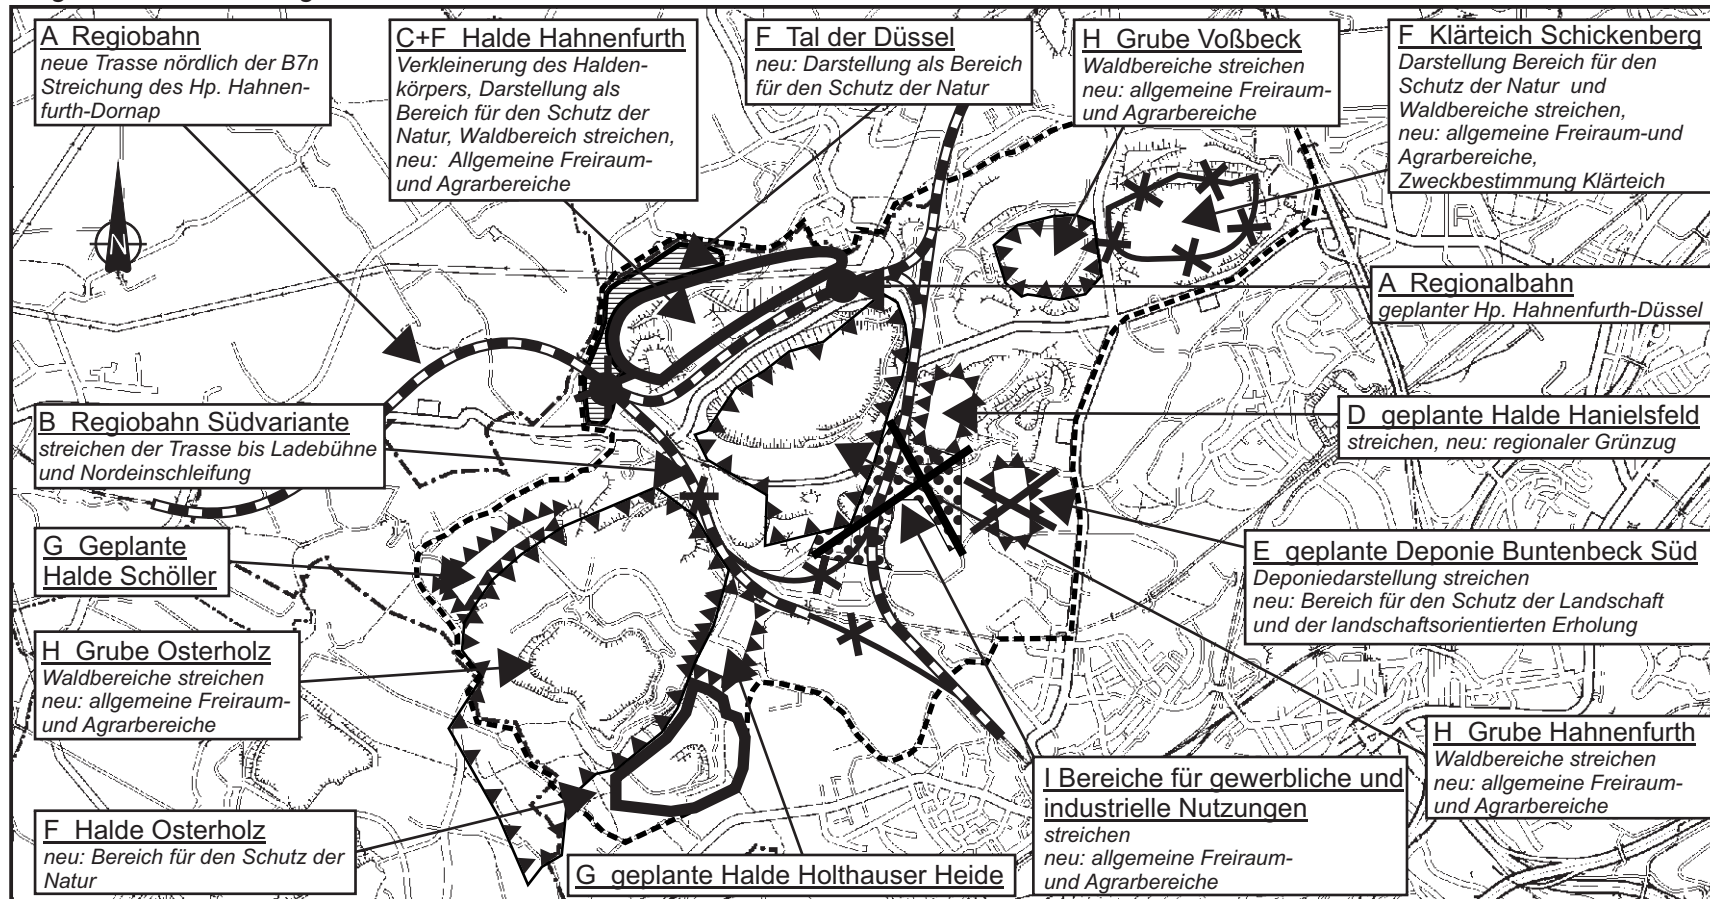 A Regiobahn
neue Trasse nördlich der B7n
Streichung des Hp. Hahnen-
furth-Dornap
C+F Halde Hahnenfurth
Verkleinerung des Halden-
körpers, Darstellung als
Bereich für den Schutz der
Natur, Waldbereich streichen,
neu: Allgemeine Freiraum-
und Agrarbereiche
F Tal der Düssel
neu: Darstellung als Bereich
für den Schutz der Natur
H Grube Voßbeck
Waldbereiche streichen
neu: allgemeine Freiraum-
und Agrarbereiche
F Klärteich Schickenberg
Darstellung Bereich für den
Schutz der Natur und
Waldbereiche streichen,
neu: allgemeine Freiraum-und
Agrarbereiche,
Zweckbestimmung Klärteich
N
A Regionalbahn
geplanter Hp. Hahnenfurth-Düssel
B Regiobahn Südvariante
streichen der Trasse bis Ladebühne
und Nordeinschleifung
D geplante Halde Hanielsfeld
streichen, neu: regionaler Grünzug
G Geplante
Halde Schöller
E geplante Deponie Buntenbeck Süd
Deponiedarstellung streichen
neu: Bereich für den Schutz der Landschaft
und der landschaftsorientierten Erholung
H Grube Osterholz
Waldbereiche streichen
neu: allgemeine Freiraum-
und Agrarbereiche
H Grube Hahnenfurth
Waldbereiche streichen
neu: allgemeine Freiraum-
und Agrarbereiche
I Bereiche für gewerbliche und
industrielle Nutzungen
streichen
neu: allgemeine Freiraum-
und Agrarbereiche
F Halde Osterholz
neu: Bereich für den Schutz der
Natur
G geplante Halde Holthauser Heide